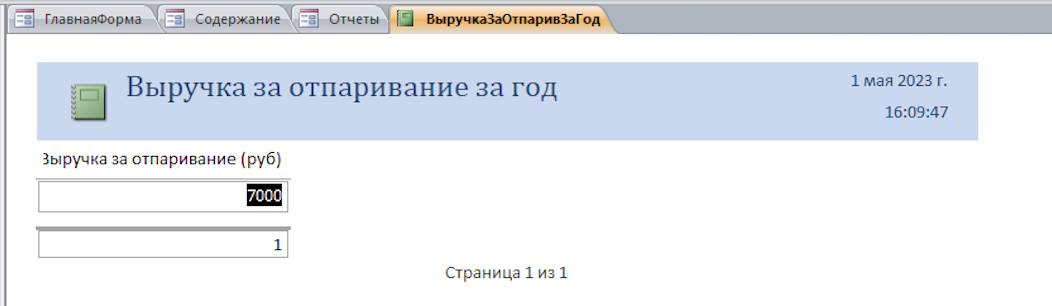 ГлавнаяФорма Содержание Отчеты ВыручкаЗаОтпаривЗаГод
Выручка за отпаривание за год
1 мая 2023 г.
16:09:47
Выручка за отпаривание (руб)
7000
1
Страница 1 из 1